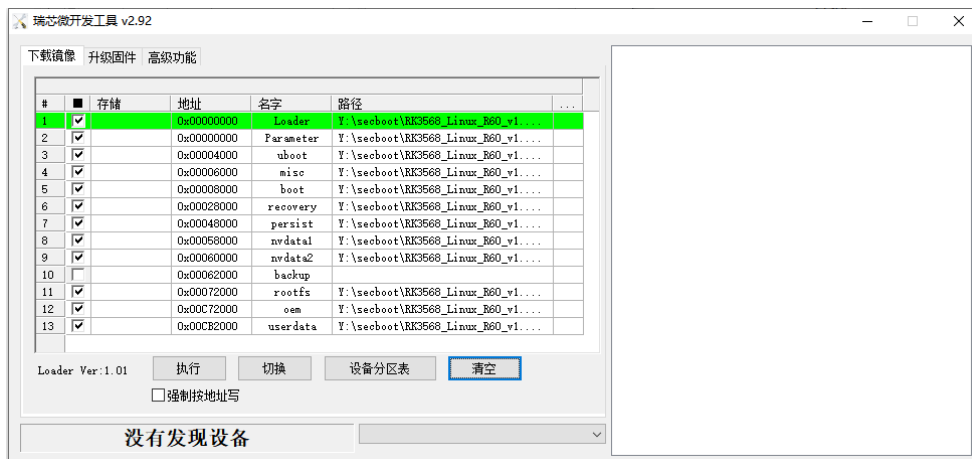 瑞芯微开发工具 v2.92
下载镜像 升级固件 高级功能
# 存储 地址 名字 路径 ...
1 0x00000000 Loader Y:\secboot\RK3568_Linux_R60_v1....
2 0x00000000 Parameter Y:\secboot\RK3568_Linux_R60_v1....
3 0x00004000 uboot Y:\secboot\RK3568_Linux_R60_v1....
4 0x00006000 misc Y:\secboot\RK3568_Linux_R60_v1....
5 0x00008000 boot Y:\secboot\RK3568_Linux_R60_v1....
6 0x00028000 recovery Y:\secboot\RK3568_Linux_R60_v1....
7 0x00048000 persist Y:\secboot\RK3568_Linux_R60_v1....
8 0x00058000 nvdata1 Y:\secboot\RK3568_Linux_R60_v1....
9 0x00060000 nvdata2 Y:\secboot\RK3568_Linux_R60_v1....
10 0x00062000 backup
11 0x00072000 rootfs Y:\secboot\RK3568_Linux_R60_v1....
12 0x00C72000 oem Y:\secboot\RK3568_Linux_R60_v1....
13 0x00CB2000 userdata Y:\secboot\RK3568_Linux_R60_v1....
Loader Ver:1.01 执行 切换 设备分区表 清空
强制按地址写
没有发现设备